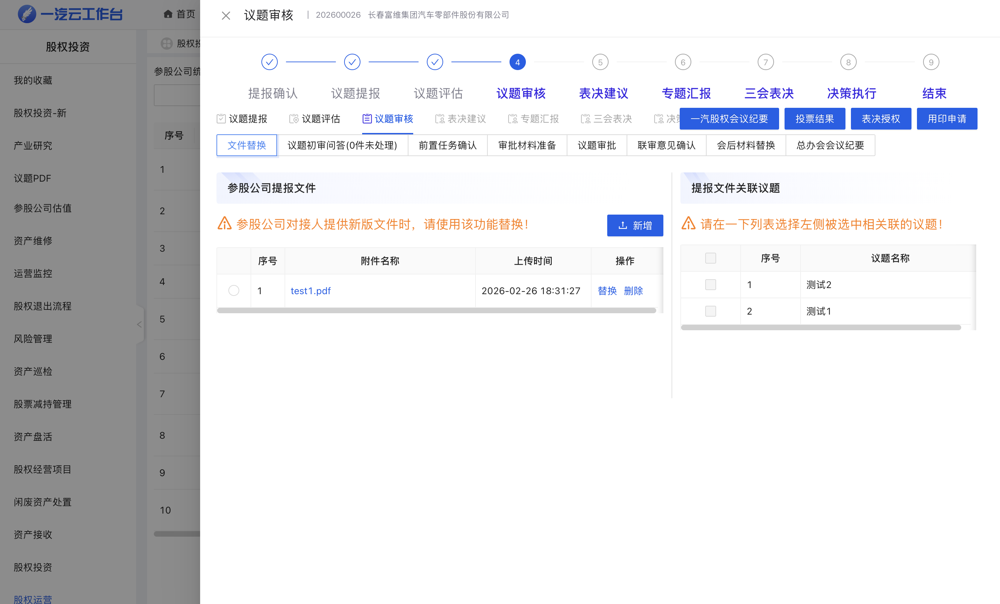 一汽云工作台
首页
股权投资
我的收藏
股权投资-新
产业研究
议题PDF
参股公司估值
资产维修
运营监控
股权退出流程
风险管理
资产巡检
股票减持管理
资产盘活
股权经营项目
闲废资产处置
资产接收
股权投资
股权运营
股权投
参股公司统
序号
1
2
3
4
5
6
7
8
9
10
议题审核 | 202600026 长春富维集团汽车零部件股份有限公司
4 5 6 7 8 9
提报确认 议题提报 议题评估 议题审核 表决建议 专题汇报 三会表决 决策执行 结束
议题提报 议题评估 议题审核 表决建议 专题汇报 三会表决 决策 一汽股权会议纪要 投票结果 表决授权 用印申请
文件替换 议题初审问答(0件未处理) 前置任务确认 审批材料准备 议题审批 联审意见确认 会后材料替换 总办会会议纪要
参股公司提报文件
参股公司对接人提供新版文件时，请使用该功能替换！ 新增
序号 附件名称 上传时间 操作
1 test1.pdf 2026-02-26 18:31:27 替换 删除
提报文件关联议题
请在一下列表选择左侧被选中相关联的议题！
序号 议题名称
1 测试2
2 测试1